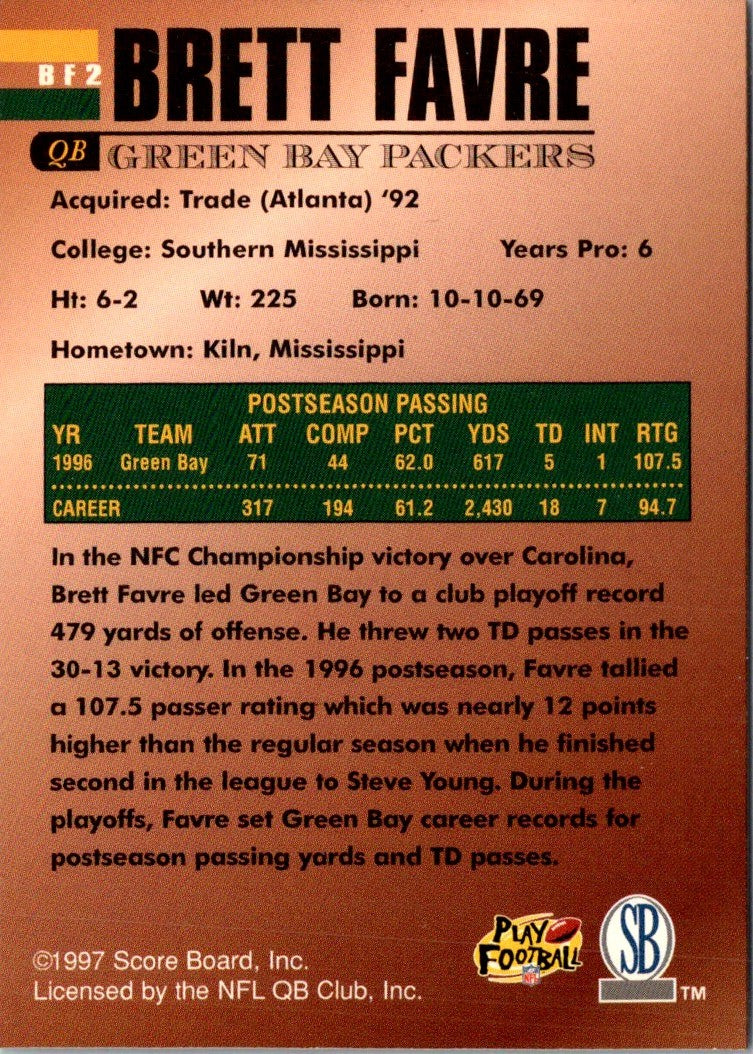 BF2
BRETT FAVRE
QB GREEN BAY PACKERS
Acquired: Trade (Atlanta) ‘92
College: Southern Mississippi Years Pro: 6
Ht: 6-2 Wt: 225 Born: 10-10-69
Hometown: Kiln, Mississippi
POSTSEASON PASSING
YR TEAM ATT COMP PCT YDS TD INT RTG
1996 Green Bay 71 44 62.0 617 5 1 107.5
CAREER 317 194 61.2 2,430 18 7 94.7
In the NFC Championship victory over Carolina,
Brett Favre led Green Bay to a club playoff record
479 yards of offense. He threw two TD passes in the
30-13 victory. In the 1996 postseason, Favre tallied
a 107.5 passer rating which was nearly 12 points
higher than the regular season when he finished
second in the league to Steve Young. During the
playoffs, Favre set Green Bay career records for
postseason passing yards and TD passes.
PLAY
FOOTBALL
NFL
SB
TM
©1997 Score Board, Inc.
Licensed by the NFL QB Club, Inc.